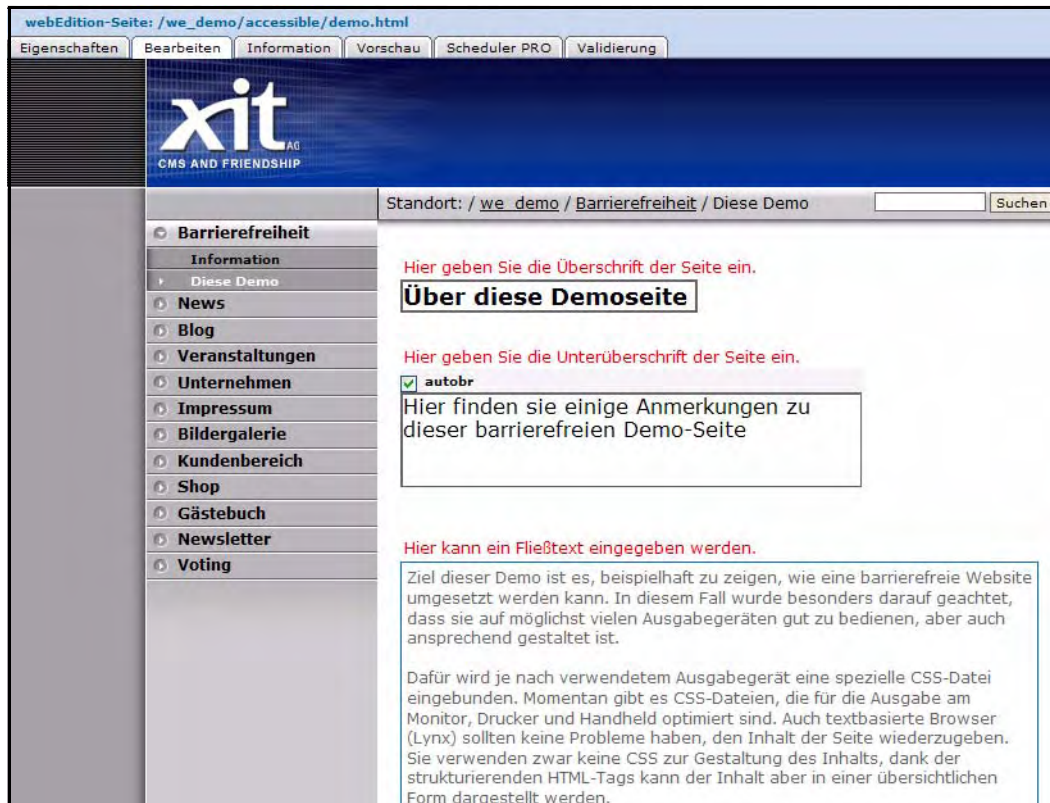 webEdition-Seite: /we_demo/accessible/demo.html
Eigenschaften Bearbeiten Information Vorschau Scheduler PRO Validierung
xit AG
CMS AND FRIENDSHIP
Standort: / we_demo / Barrierefreiheit / Diese Demo Suchen
Barrierefreiheit
Information
Diese Demo
News
Blog
Veranstaltungen
Unternehmen
Impressum
Bildergalerie
Kundenbereich
Shop
Gästebuch
Newsletter
Voting
Hier geben Sie die Überschrift der Seite ein.
Über diese Demoseite
Hier geben Sie die Unterüberschrift der Seite ein.
autobr
Hier finden sie einige Anmerkungen zu
dieser barrierefreien Demo-Seite
Hier kann ein Fließtext eingegeben werden.
Ziel dieser Demo ist es, beispielhaft zu zeigen, wie eine barrierefreie Website
umgesetzt werden kann. In diesem Fall wurde besonders darauf geachtet,
dass sie auf möglichst vielen Ausgabegeräten gut zu bedienen, aber auch
ansprechend gestaltet ist.
Dafür wird je nach verwendetem Ausgabegerät eine spezielle CSS-Datei
eingebunden. Momentan gibt es CSS-Dateien, die für die Ausgabe am
Monitor, Drucker und Handheld optimiert sind. Auch textbasierte Browser
(Lynx) sollten keine Probleme haben, den Inhalt der Seite wiederzugeben.
Sie verwenden zwar keine CSS zur Gestaltung des Inhalts, dank der
strukturierenden HTML-Tags kann der Inhalt aber in einer übersichtlichen
Form dargestellt werden.